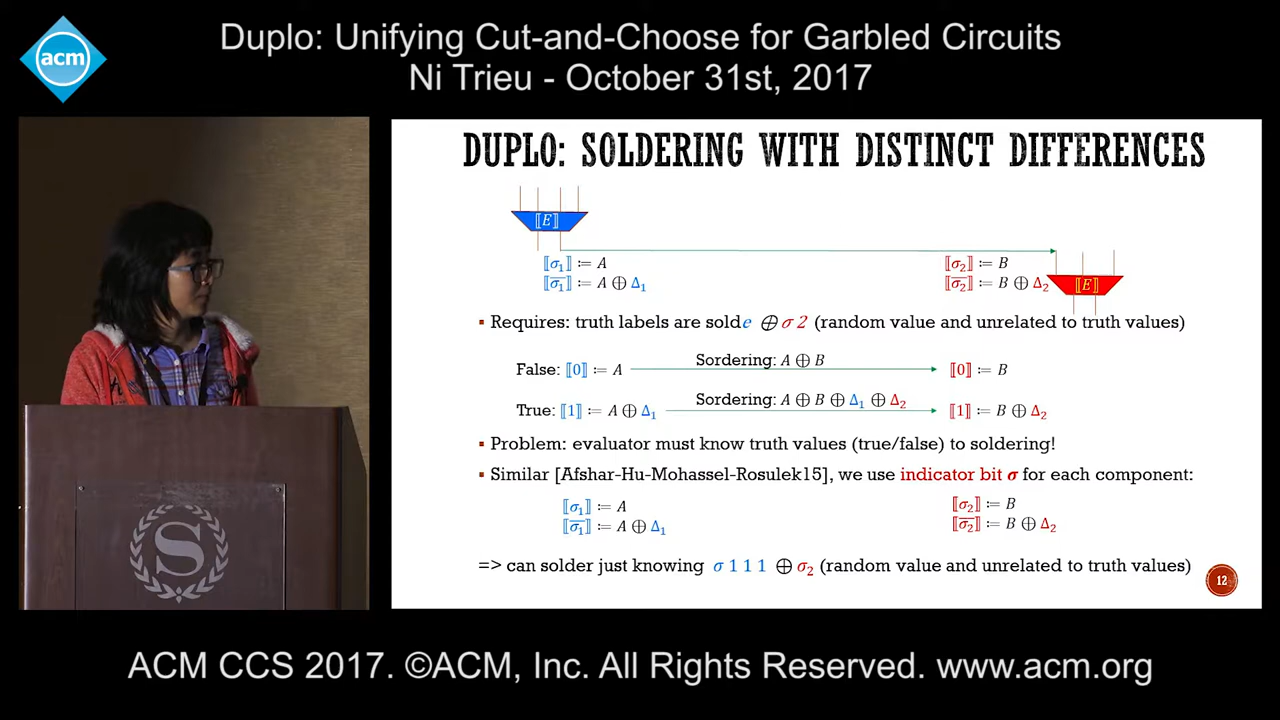 Duplo: Unifying Cut-and-Choose for Garbled Circuits
Ni Trieu - October 31st, 2017
acm
DUPLO: SOLDERING WITH DISTINCT DIFFERENCES
⟦E⟧
⟦σ₁⟧ ≔ A
⟦σ̅₁⟧ ≔ A ⊕ Δ₁
⟦σ₂⟧ ≔ B
⟦σ̅₂⟧ ≔ B ⊕ Δ₂
⟦E⟧
▪ Requires: truth labels are solde ⊕ σ 2 (random value and unrelated to truth values)
False: ⟦0⟧ ≔ A Sordering: A ⊕ B ⟦0⟧ ≔ B
True: ⟦1⟧ ≔ A ⊕ Δ₁ Sordering: A ⊕ B ⊕ Δ₁ ⊕ Δ₂ ⟦1⟧ ≔ B ⊕ Δ₂
▪ Problem: evaluator must know truth values (true/false) to soldering!
▪ Similar [Afshar-Hu-Mohassel-Rosulek15], we use indicator bit σ for each component:
⟦σ₁⟧ ≔ A
⟦σ̅₁⟧ ≔ A ⊕ Δ₁
⟦σ₂⟧ ≔ B
⟦σ̅₂⟧ ≔ B ⊕ Δ₂
=> can solder just knowing σ 1 1 1 ⊕ σ₂ (random value and unrelated to truth values)
12
S
ACM CCS 2017. ©ACM, Inc. All Rights Reserved. www.acm.org